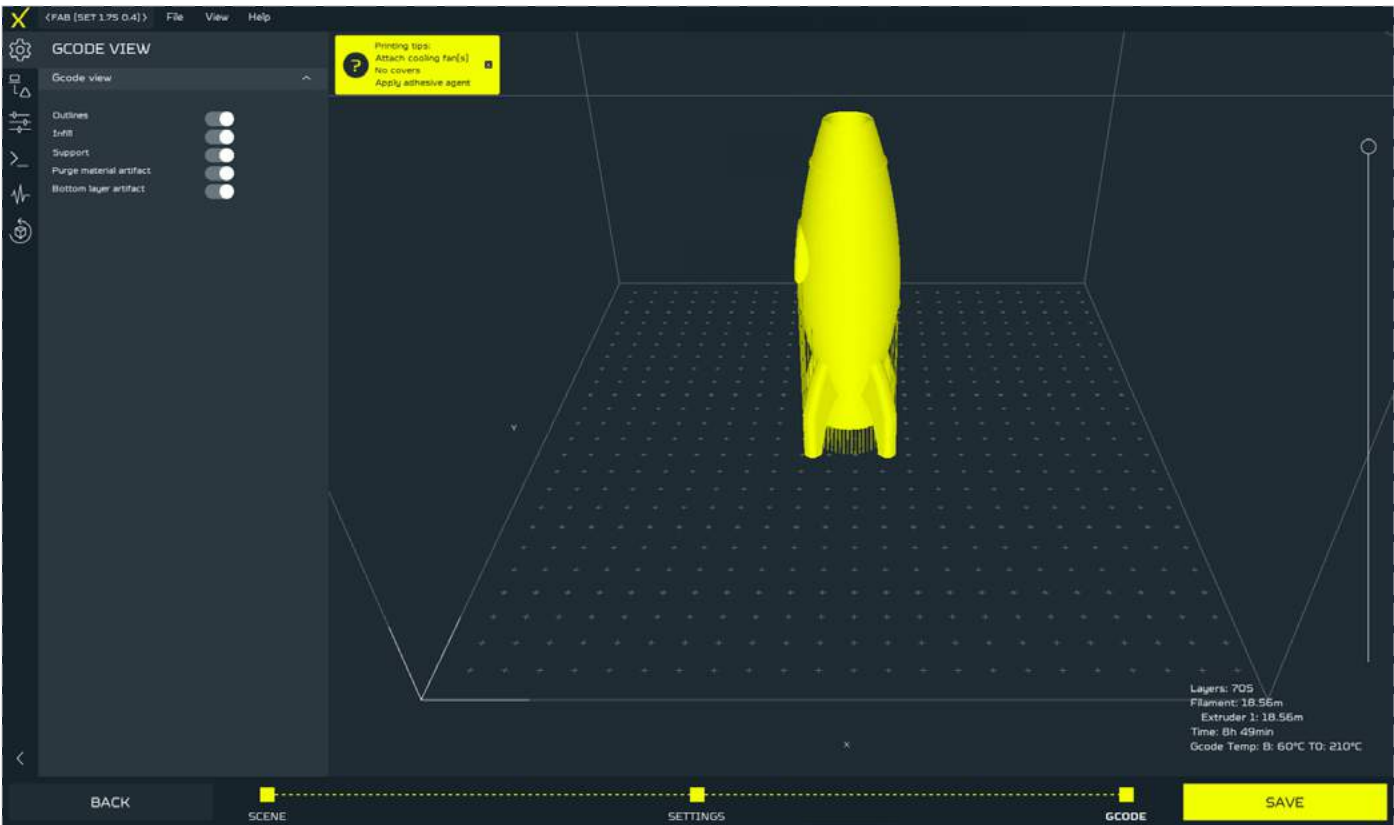 <FAB [SET 1.75 0.4]> File View Help
GCODE VIEW
Gcode view
Outlines
Infill
Support
Purge material artifact
Bottom layer artifact
Printing tips:
Attach cooling fan[s]
No covers
Apply adhesive agent
?
x
Y
X
Layers: 705
Filament: 18.56m
Extruder 1: 18.56m
Time: 8h 49min
Gcode Temp: B: 60°C T0: 210°C
BACK
SCENE
SETTINGS
GCODE
SAVE